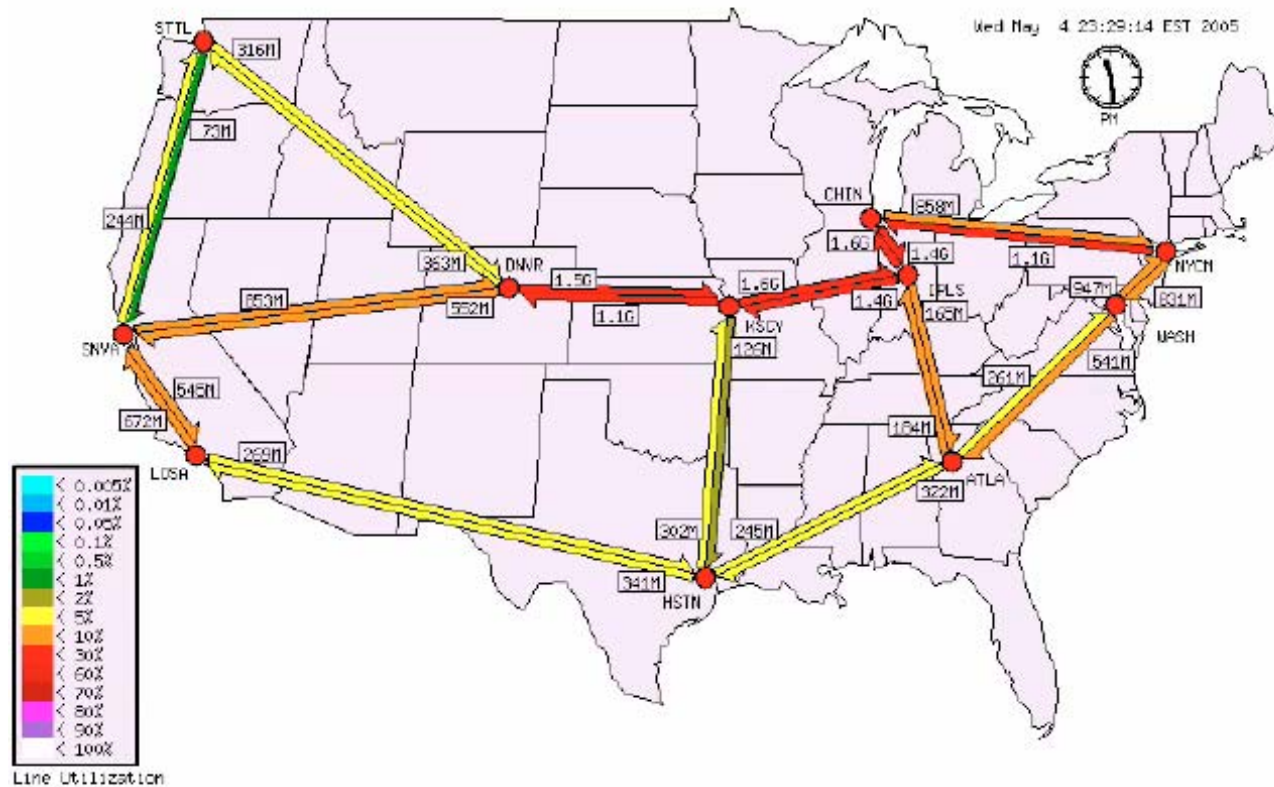 STTL
316M
Wed May 4 23:29:14 EST 2005
PM
73M
CHIN
858M
244M
1.6G
1.4G
1.1G
NYCM
363M
DNVR
1.5G
1.6G
IPLS
947M
853M
552M
1.1G
1.4G
165M
831M
SNVA
KSCY
WASH
126M
541M
545M
261M
672M
184M
LOSA
269M
ATLA
322M
< 0.005%
< 0.01%
< 0.05%
< 0.1%
< 0.5%
< 1%
< 2%
< 5%
< 10%
< 30%
< 60%
< 70%
< 80%
< 90%
< 100%
302M
245M
341M
HSTN
Line Utilization